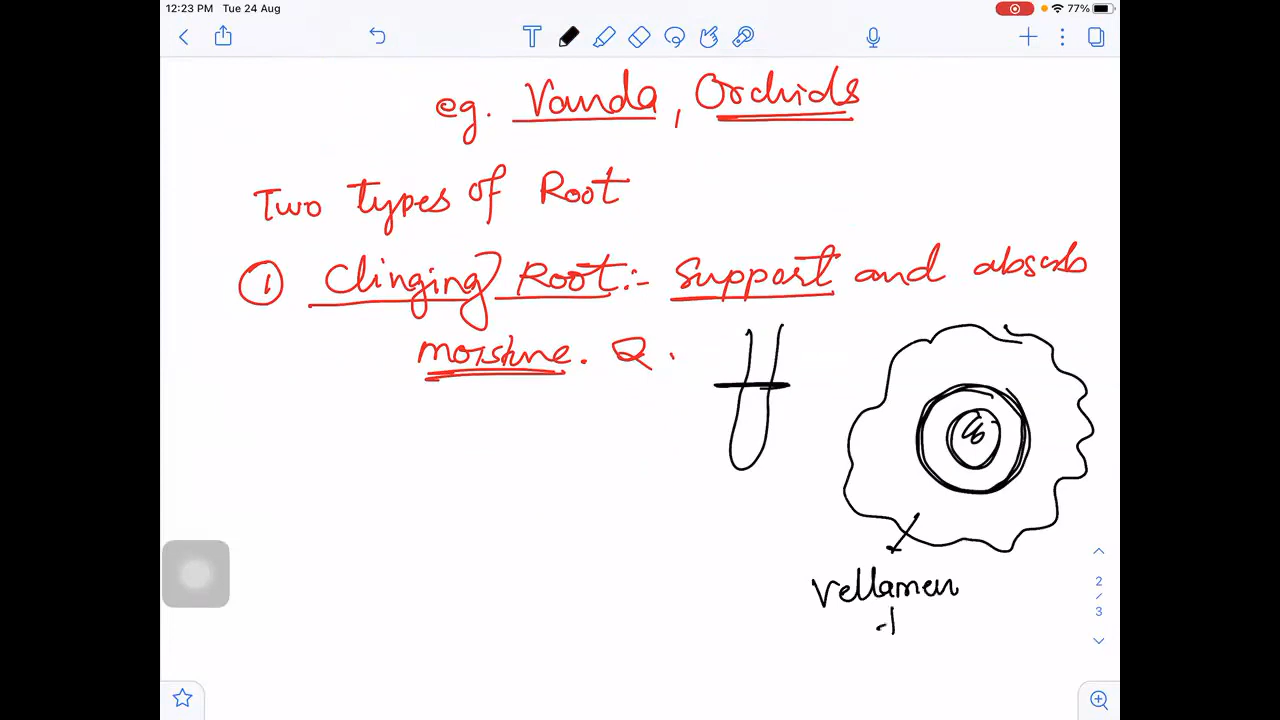 12:23 PM Tue 24 Aug
77%
eg. Vanda, Orchids
Two types of Root
① Clinging Root:- Support and absorb
moisture. &.
Vellamen
2
/
3